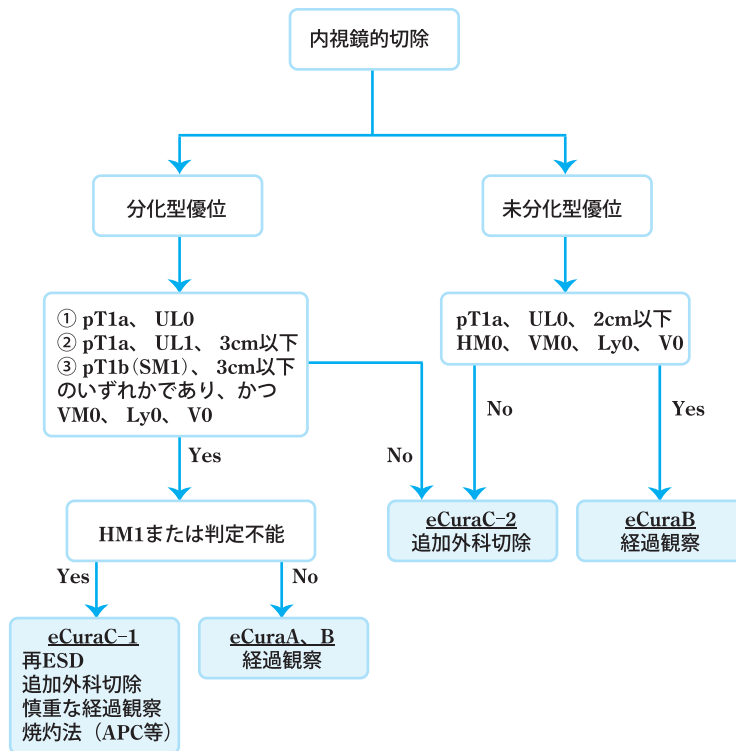 内視鏡的切除
分化型優位
未分化型優位
① pT1a、 UL0
② pT1a、 UL1、 3cm以下
③ pT1b(SM1)、 3cm以下
のいずれかであり、かつ
VM0、 Ly0、 V0
pT1a、 UL0、 2cm以下
HM0、 VM0、 Ly0、 V0
No
Yes
Yes
No
HM1または判定不能
eCuraC-2
追加外科切除
eCuraB
経過観察
Yes
No
eCuraC-1
再ESD
追加外科切除
慎重な経過観察
焼灼法（APC等）
eCuraA、B
経過観察